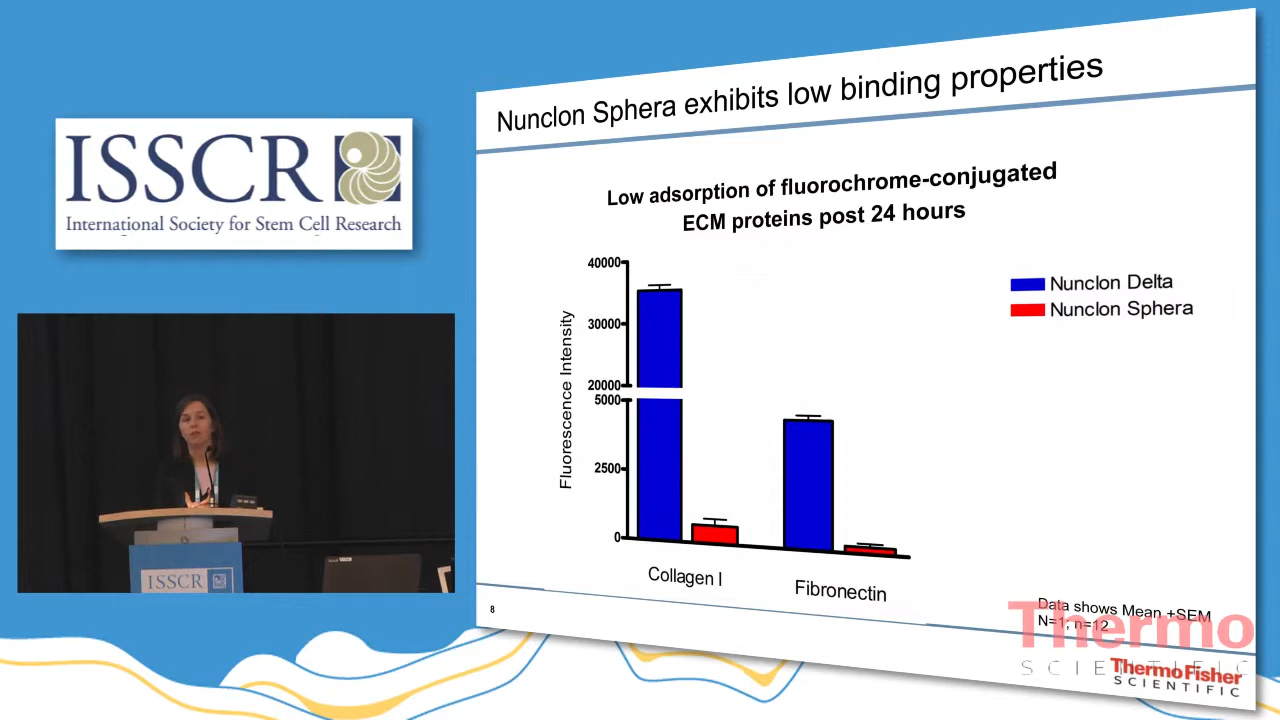 ISSCR
International Society for Stem Cell Research
ISSCR
Nunclon Sphera exhibits low binding properties
Low adsorption of fluorochrome-conjugated
ECM proteins post 24 hours
Fluorescence Intensity
40000
30000
20000
5000
2500
0
Collagen I
Fibronectin
Nunclon Delta
Nunclon Sphera
Data shows Mean +SEM
N=1; n=12
8
Thermo
SCIENTIFIC
ThermoFisher
SCIENTIFIC